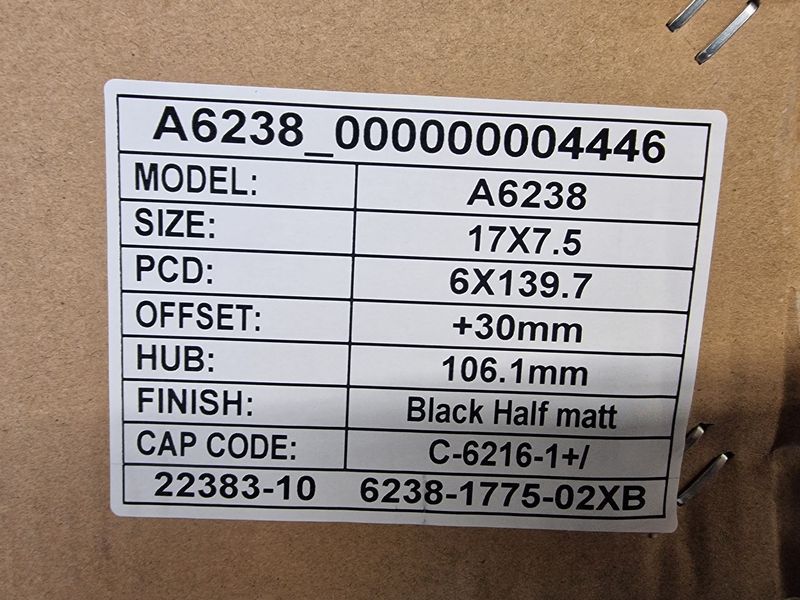 A6238_000000004446
MODEL: A6238
SIZE: 17X7.5
PCD: 6X139.7
OFFSET: +30mm
HUB: 106.1mm
FINISH: Black Half matt
CAP CODE: C-6216-1+/
22383-10 6238-1775-02XB